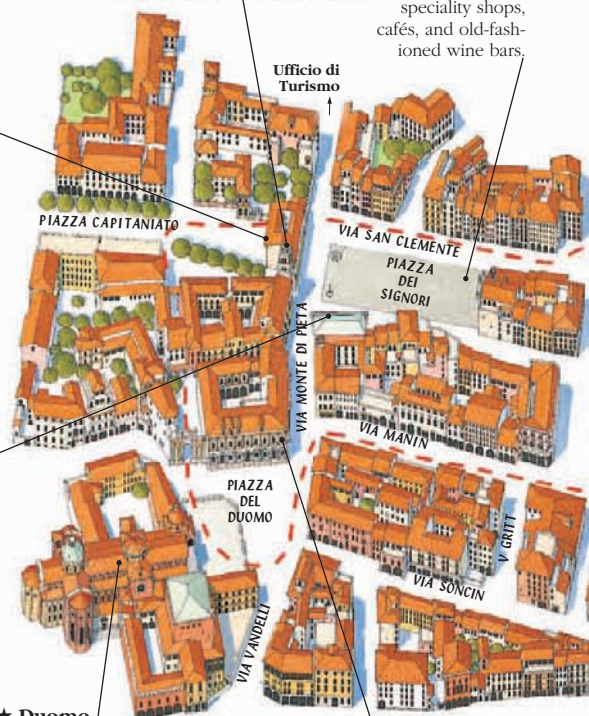 speciality shops,
cafés, and old-fash-
ioned wine bars.
Ufficio di
Turismo
PIAZZA CAPITANIATO
VIA SAN CLEMENTE
PIAZZA
DEI
SIGNORI
VIA MONTE DI PIETA
VIA MANIN
PIAZZA
DEL
DUOMO
V GRITT
VIA SONCIN
VIA VANDELLI
★ Duomo